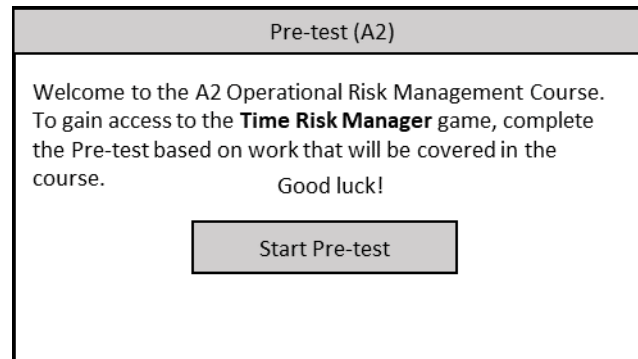 Pre-test (A2)
Welcome to the A2 Operational Risk Management Course.
To gain access to the Time Risk Manager game, complete
the Pre-test based on work that will be covered in the
course.
Good luck!
Start Pre-test